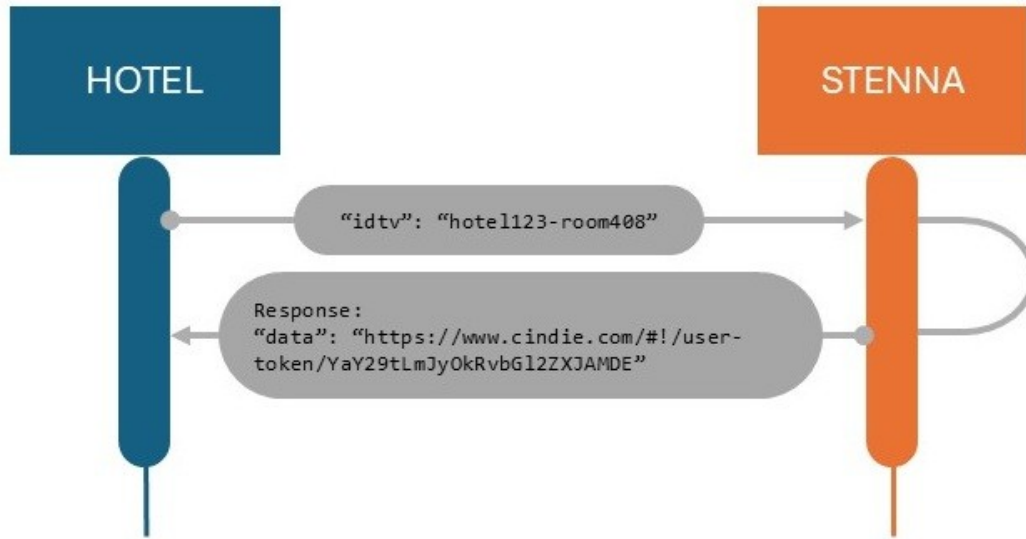 HOTEL
STENNA
“idtv”: “hotel123-room408”
Response:
“data”: “https://www.cindie.com/#!/user-
token/YaY29tLmJyOkRvbGl2ZXJAMDE”